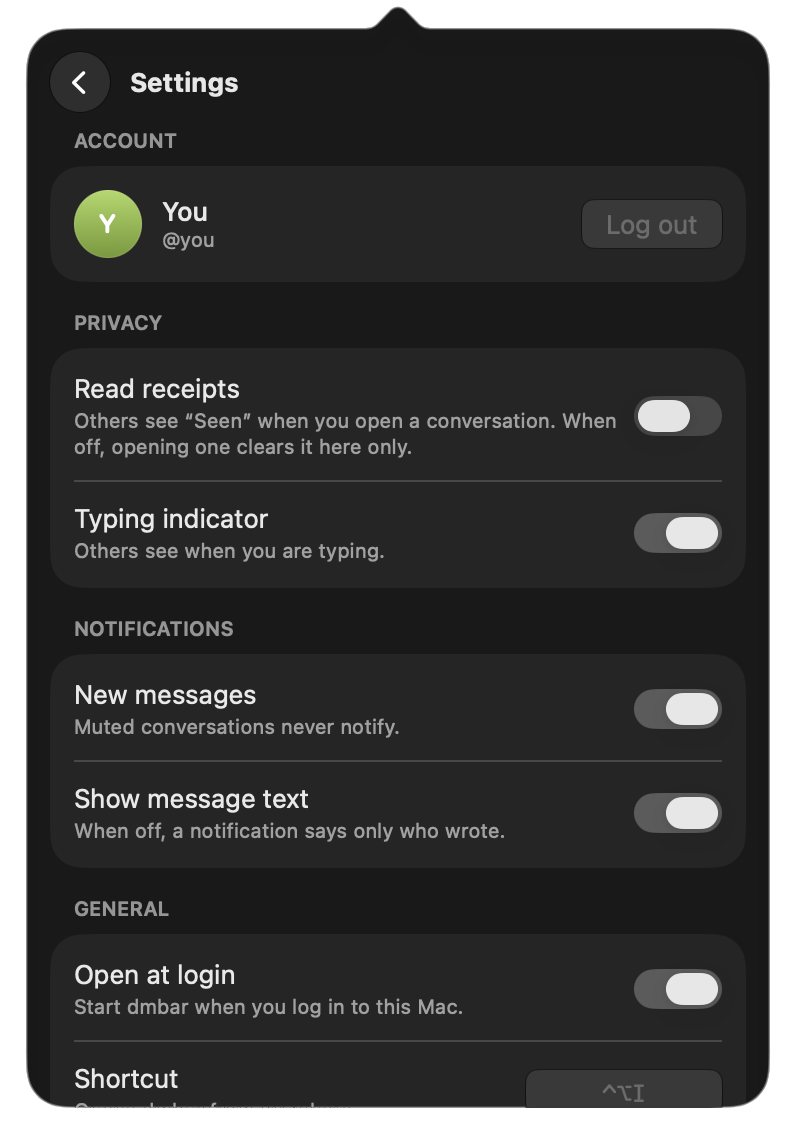 Settings
ACCOUNT
Y
You
@you
Log out
PRIVACY
Read receipts
Others see “Seen” when you open a conversation. When
off, opening one clears it here only.
Typing indicator
Others see when you are typing.
NOTIFICATIONS
New messages
Muted conversations never notify.
Show message text
When off, a notification says only who wrote.
GENERAL
Open at login
Start dmbar when you log in to this Mac.
Shortcut
^⌥I